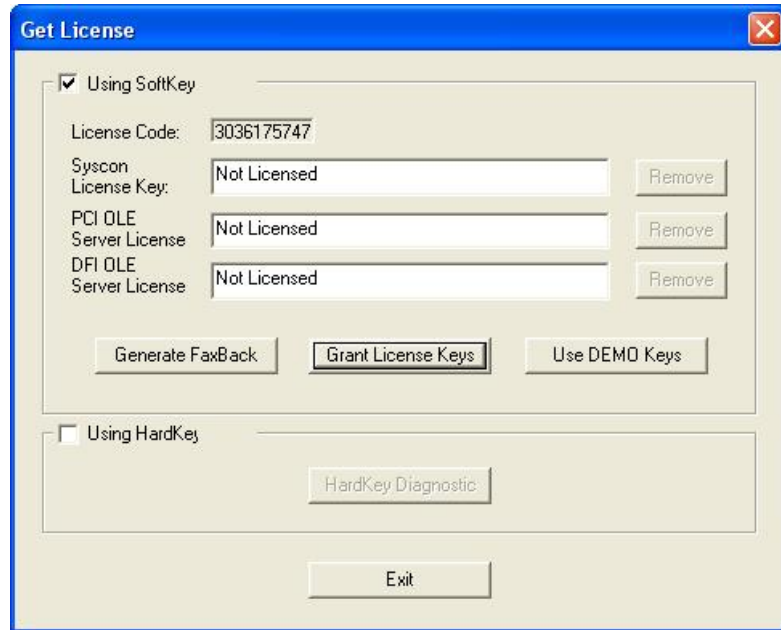 Get License
Using SoftKey
License Code: 3036175747
Syscon
License Key: Not Licensed Remove
PCI OLE
Server License Not Licensed Remove
DFI OLE
Server License Not Licensed Remove
Generate FaxBack Grant License Keys Use DEMO Keys
Using HardKey
HardKey Diagnostic
Exit